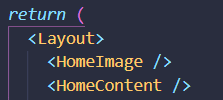 return (
<Layout>
<HomeImage />
<HomeContent />